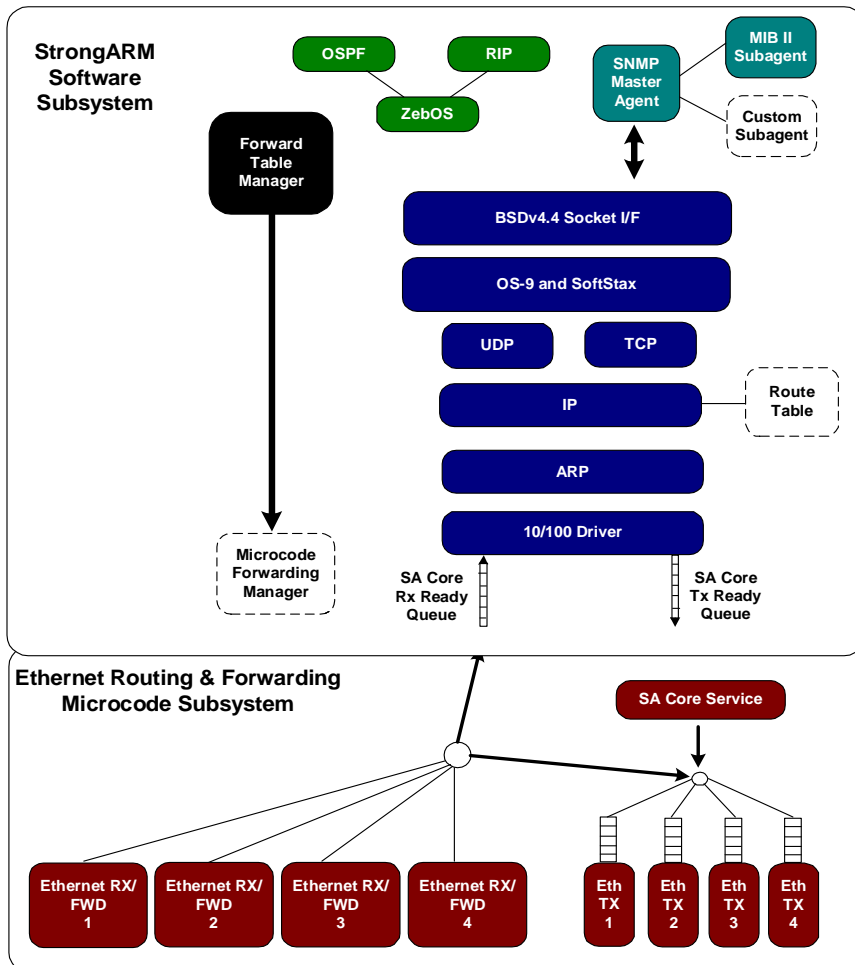 StrongARM
Software
Subsystem
OSPF
RIP
ZebOS
SNMP
Master
Agent
MIB II
Subagent
Custom
Subagent
Forward
Table
Manager
BSDv4.4 Socket I/F
OS-9 and SoftStax
UDP
TCP
IP
Route
Table
ARP
10/100 Driver
Microcode
Forwarding
Manager
SA Core
Rx Ready
Queue
SA Core
Tx Ready
Queue
Ethernet Routing & Forwarding
Microcode Subsystem
SA Core Service
Ethernet RX/
FWD
1
Ethernet RX/
FWD
2
Ethernet RX/
FWD
3
Ethernet RX/
FWD
4
Eth
TX
1
Eth
TX
2
Eth
TX
3
Eth
TX
4